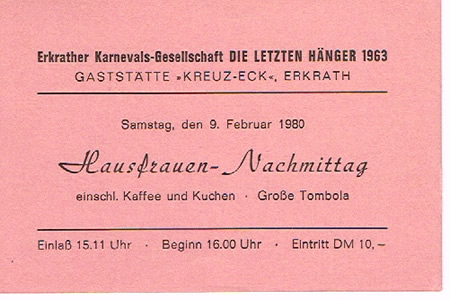 Erkrather Karnevals-Gesellschaft DIE LETZTEN HÄNGER 1963
GASTSTÄTTE »KREUZ-ECK«, ERKRATH
Samstag, den 9. Februar 1980
Hausfrauen-Nachmittag
einschl. Kaffee und Kuchen · Große Tombola
Einlaß 15.11 Uhr · Beginn 16.00 Uhr · Eintritt DM 10,–